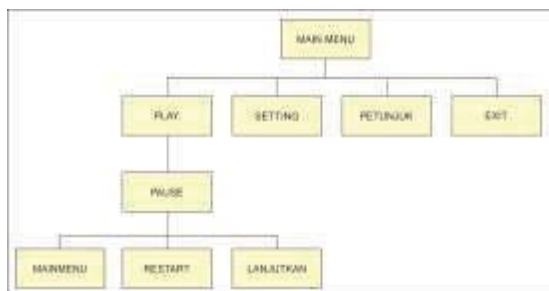 MAIN MENU
PLAY
SETTING
PETUNJUK
EXIT
PAUSE
MAINMENU
RESTART
LANJUTKAN